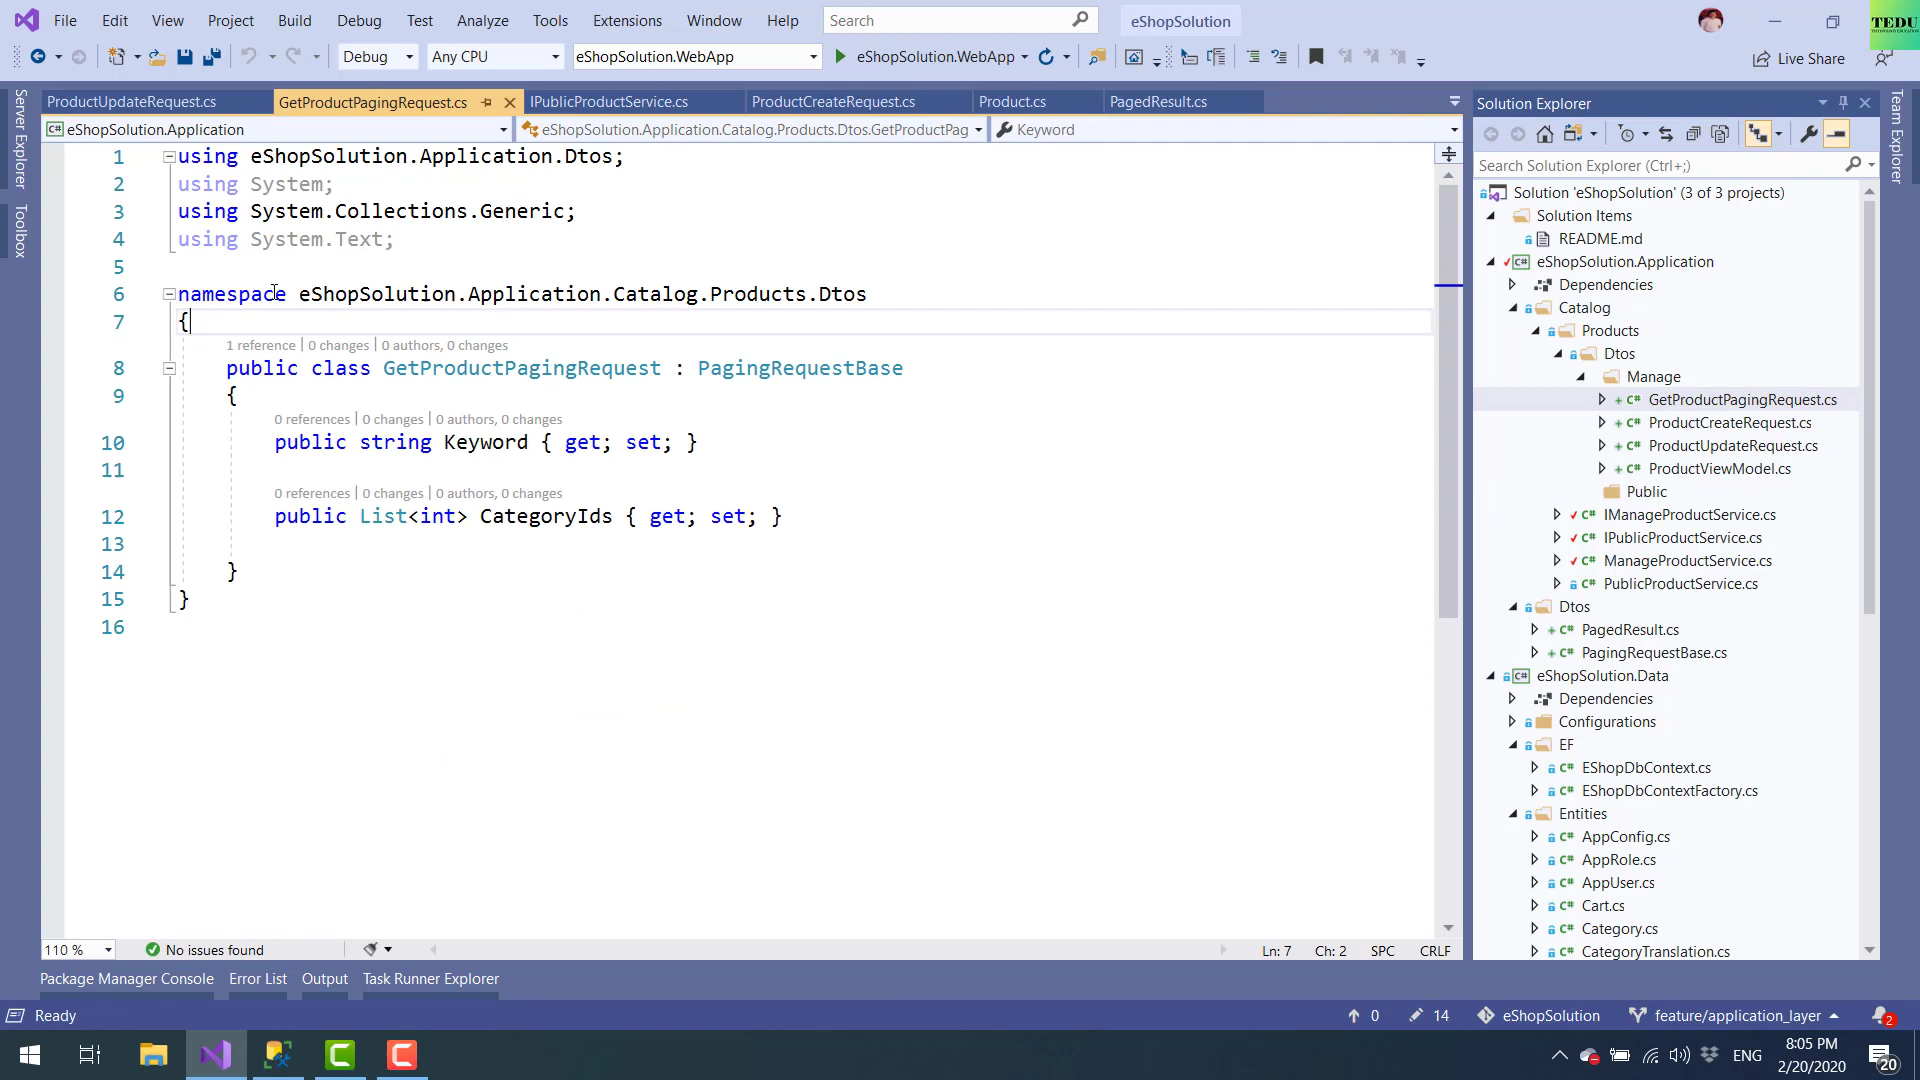 File Edit View Project Build Debug Test Analyze Tools Extensions Window Help Search eShopSolution
TEDU
Debug Any CPU eShopSolution.WebApp eShopSolution.WebApp Live Share
Server Explorer
Toolbox
ProductUpdateRequest.cs GetProductPagingRequest.cs IPublicProductService.cs ProductCreateRequest.cs Product.cs PagedResult.cs
eShopSolution.Application eShopSolution.Application.Catalog.Products.Dtos.GetProductPag Keyword
1 using eShopSolution.Application.Dtos;
2 using System;
3 using System.Collections.Generic;
4 using System.Text;
5
6 namespace eShopSolution.Application.Catalog.Products.Dtos
7 {
1 reference | 0 changes | 0 authors, 0 changes
8 public class GetProductPagingRequest : PagingRequestBase
9 {
0 references | 0 changes | 0 authors, 0 changes
10 public string Keyword { get; set; }
11
0 references | 0 changes | 0 authors, 0 changes
12 public List<int> CategoryIds { get; set; }
13
14 }
15 }
16
110 % No issues found Ln: 7 Ch: 2 SPC CRLF
Solution Explorer
Search Solution Explorer (Ctrl+;)
Solution 'eShopSolution' (3 of 3 projects)
Solution Items
README.md
eShopSolution.Application
Dependencies
Catalog
Products
Dtos
Manage
C# GetProductPagingRequest.cs
C# ProductCreateRequest.cs
C# ProductUpdateRequest.cs
C# ProductViewModel.cs
Public
C# IManageProductService.cs
C# IPublicProductService.cs
C# ManageProductService.cs
C# PublicProductService.cs
Dtos
C# PagedResult.cs
C# PagingRequestBase.cs
eShopSolution.Data
Dependencies
Configurations
EF
C# EShopDbContext.cs
C# EShopDbContextFactory.cs
Entities
C# AppConfig.cs
C# AppRole.cs
C# AppUser.cs
C# Cart.cs
C# Category.cs
C# CategoryTranslation.cs
Team Explorer
Package Manager Console Error List Output Task Runner Explorer
Ready 0 14 eShopSolution feature/application_layer 2
ENG 8:05 PM
2/20/2020 20